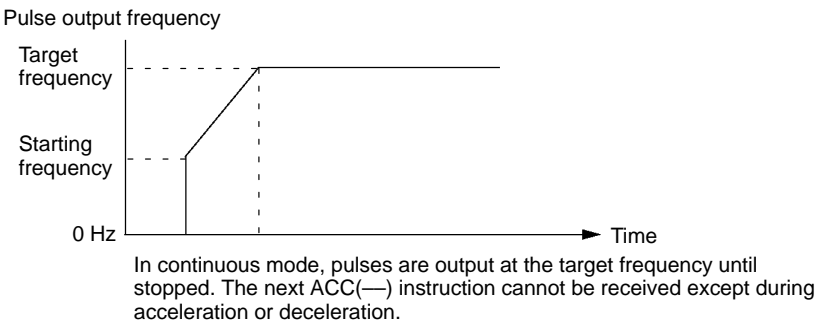 Pulse output frequency
Target
frequency
Starting
frequency
0 Hz
Time
In continuous mode, pulses are output at the target frequency until
stopped. The next ACC(––) instruction cannot be received except during
acceleration or deceleration.